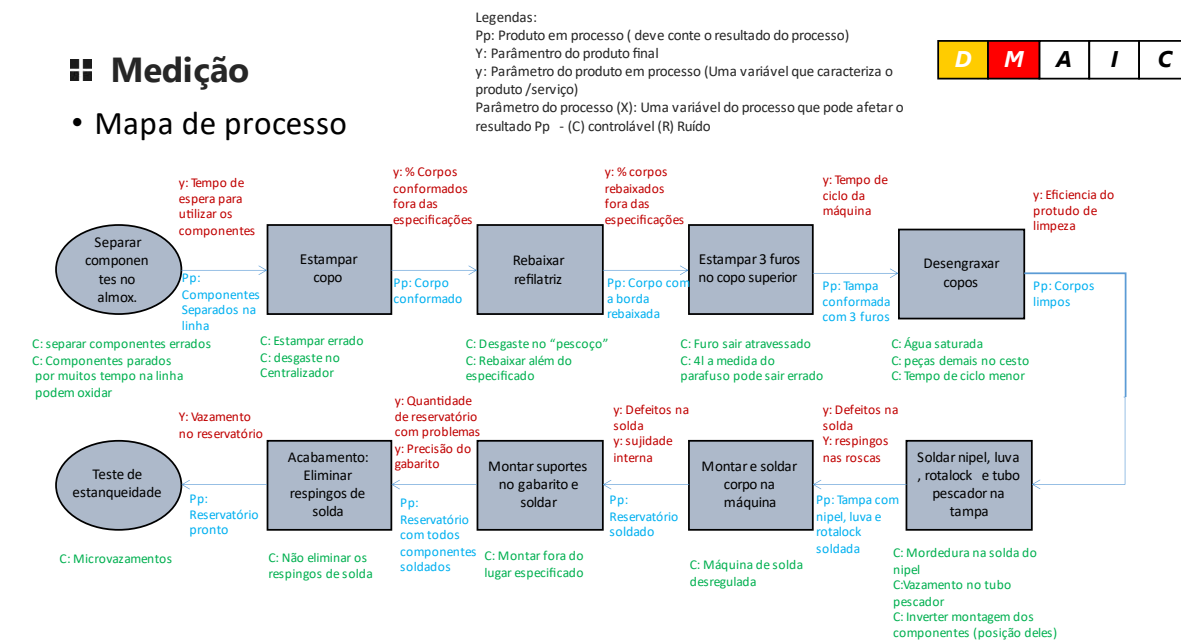 Legendas:
Pp: Produto em processo ( deve conte o resultado do processo)
Y: Parâmentro do produto final
y: Parâmetro do produto em processo (Uma variável que caracteriza o
produto /serviço)
Parâmetro do processo (X): Uma variável do processo que pode afetar o
resultado Pp - (C) controlável (R) Ruído
D M A I C
Medição
• Mapa de processo
y: Tempo de
espera para
utilizar os
componentes
y: % Corpos
conformados
fora das
especificações
y: % corpos
rebaixados
fora das
especificações
y: Tempo de
ciclo da
máquina
y: Eficiencia do
protudo de
limpeza
Separar
componen
tes no
almox.
Pp:
Componentes
Separados na
linha
Estampar
copo
Pp: Corpo
conformado
Rebaixar
refilatriz
Pp: Corpo com
a borda
rebaixada
Estampar 3 furos
no copo superior
Pp: Tampa
conformada
com 3 furos
Desengraxar
copos
Pp: Corpos
limpos
C: separar componentes errados
C: Componentes parados
por muitos tempo na linha
podem oxidar
C: Estampar errado
C: desgaste no
Centralizador
C: Desgaste no “pescoço”
C: Rebaixar além do
especificado
C: Furo sair atravessado
C: 4l a medida do
parafuso pode sair errado
C: Água saturada
C: peças demais no cesto
C: Tempo de ciclo menor
Y: Vazamento
no reservatório
y: Quantidade
de reservatório
com problemas
y: Precisão do
gabarito
y: Defeitos na
solda
y: sujidade
interna
y: Defeitos na
solda
Y: respingos
nas roscas
Teste de
estanqueidade
Pp:
Reservatório
pronto
Acabamento:
Eliminar
respingos de
solda
Pp:
Reservatório
com todos
componentes
soldados
Montar suportes
no gabarito e
soldar
Pp:
Reservatório
soldado
Montar e soldar
corpo na
máquina
Pp: Tampa com
nipel, luva e
rotalock
soldada
Soldar nipel, luva
, rotalock e tubo
pescador na
tampa
C: Microvazamentos
C: Não eliminar os
respingos de solda
C: Montar fora do
lugar especificado
C: Máquina de solda
desregulada
C: Mordedura na solda do
nipel
C:Vazamento no tubo
pescador
C: Inverter montagem dos
componentes (posição deles)